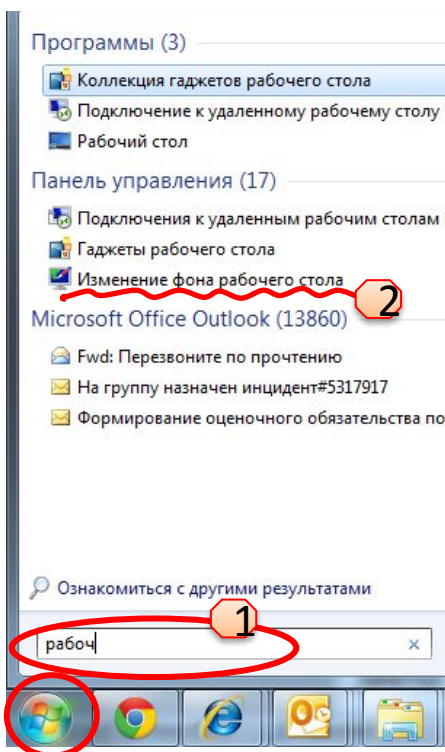 Программы (3)
Коллекция гаджетов рабочего стола
Подключение к удаленному рабочему столу
Рабочий стол
Панель управления (17)
Подключения к удаленным рабочим столам
Гаджеты рабочего стола
Изменение фона рабочего стола
2
Microsoft Office Outlook (13860)
Fwd: Перезвоните по прочтению
На группу назначен инцидент#5317917
Формирование оценочного обязательства по
Ознакомиться с другими результатами
1
рабоч